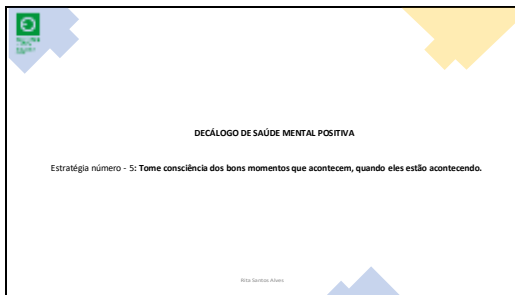 DECÁLOGO DE SAÚDE MENTAL POSITIVA
Estratégia número - 5: Tome consciência dos bons momentos que acontecem, quando eles estão acontecendo.
Rita Santos Alves